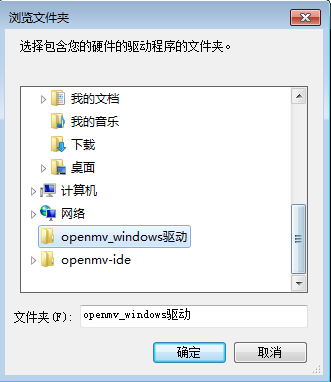 浏览文件夹
选择包含您的硬件的驱动程序的文件夹。
我的文档
我的音乐
下载
桌面
计算机
网络
openmv_windows驱动
openmv-ide
文件夹(F): openmv_windows驱动
确定 取消